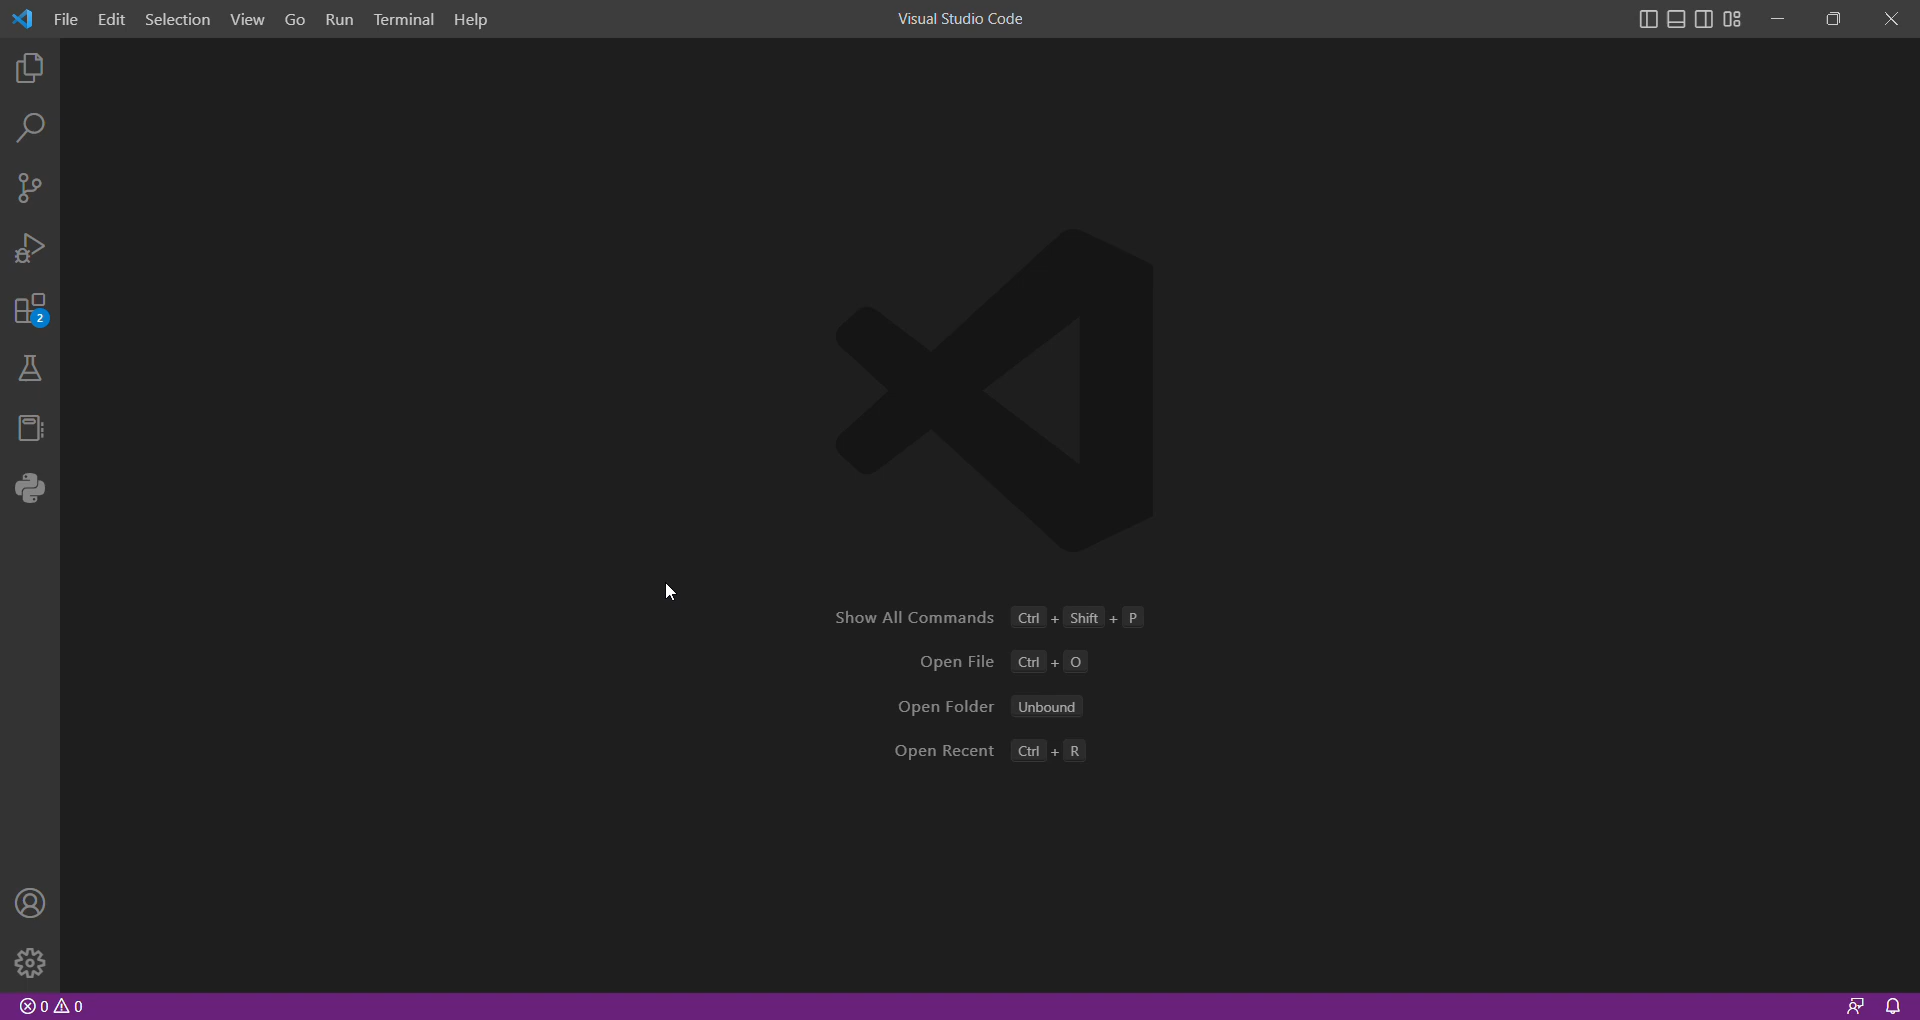 File Edit Selection View Go Run Terminal Help Visual Studio Code
2
Show All Commands Ctrl + Shift + P
Open File Ctrl + O
Open Folder Unbound
Open Recent Ctrl + R
0 0